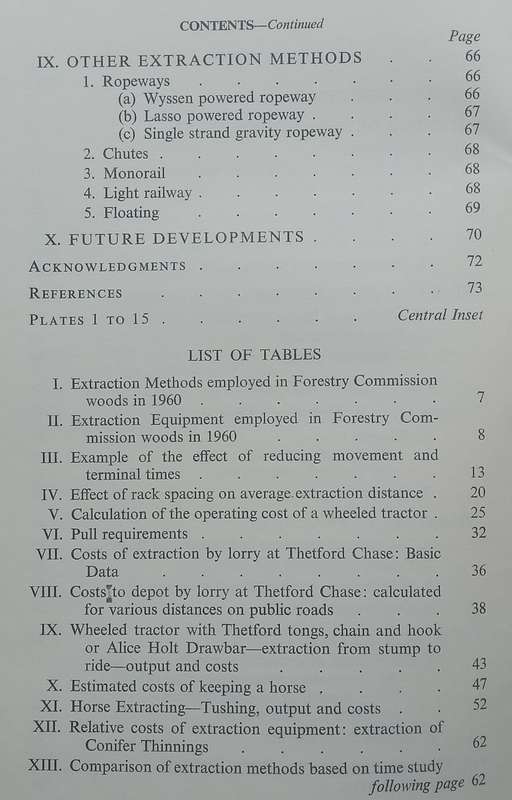 CONTENTS—Continued
Page
IX. OTHER EXTRACTION METHODS . . 66
1. Ropeways . . . . . . . 66
(a) Wyssen powered ropeway . . . 66
(b) Lasso powered ropeway . . . . 67
(c) Single strand gravity ropeway . . . 67
2. Chutes . . . . . . . . 68
3. Monorail . . . . . . . 68
4. Light railway . . . . . . . 68
5. Floating . . . . . . . 69
X. FUTURE DEVELOPMENTS . . . . 70
ACKNOWLEDGMENTS . . . . . . . 72
REFERENCES . . . . . . . . 73
PLATES 1 TO 15 . . . . . . Central Inset
LIST OF TABLES
I. Extraction Methods employed in Forestry Commission
woods in 1960 . . . . . . . 7
II. Extraction Equipment employed in Forestry Com-
mission woods in 1960 . . . . . 8
III. Example of the effect of reducing movement and
terminal times . . . . . . . 13
IV. Effect of rack spacing on average extraction distance . 20
V. Calculation of the operating cost of a wheeled tractor . 25
VI. Pull requirements . . . . . . . 32
VII. Costs of extraction by lorry at Thetford Chase: Basic
Data . . . . . . . . 36
VIII. Costs to depot by lorry at Thetford Chase: calculated
for various distances on public roads . . . 38
IX. Wheeled tractor with Thetford tongs, chain and hook
or Alice Holt Drawbar—extraction from stump to
ride—output and costs . . . . . 43
X. Estimated costs of keeping a horse . . . . 47
XI. Horse Extracting—Tushing, output and costs . . 52
XII. Relative costs of extraction equipment: extraction of
Conifer Thinnings . . . . . . 62
XIII. Comparison of extraction methods based on time study
following page 62